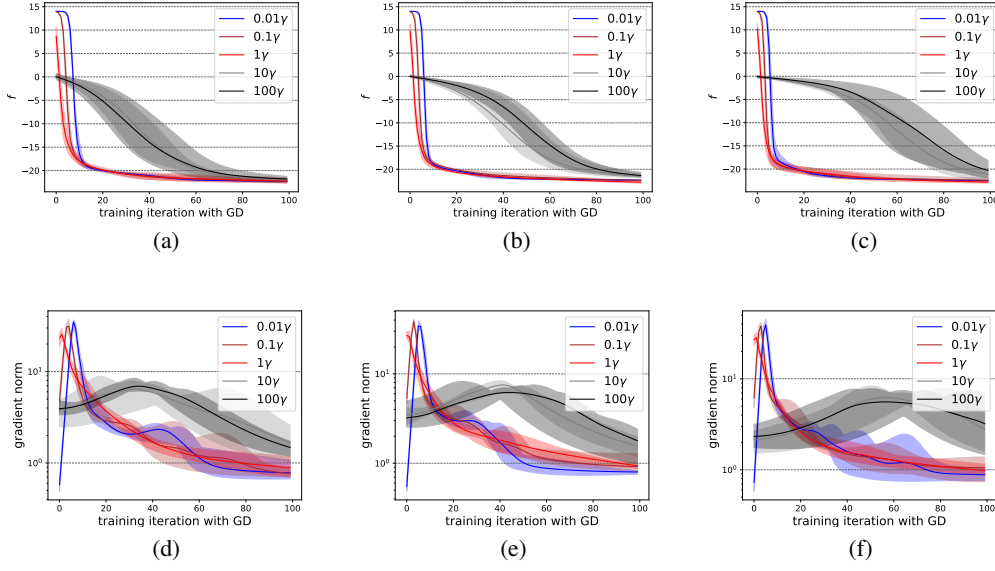 15
10
5
0
−5
−10
−15
−20
f
0 20 40 60 80 100
training iteration with GD
0.01γ
0.1γ
1γ
10γ
100γ
(a)
15
10
5
0
−5
−10
−15
−20
f
0 20 40 60 80 100
training iteration with GD
0.01γ
0.1γ
1γ
10γ
100γ
(b)
15
10
5
0
−5
−10
−15
−20
f
0 20 40 60 80 100
training iteration with GD
0.01γ
0.1γ
1γ
10γ
100γ
(c)
10¹
10⁰
gradient norm
0 20 40 60 80 100
training iteration with GD
0.01γ
0.1γ
1γ
10γ
100γ
(d)
10¹
10⁰
gradient norm
0 20 40 60 80 100
training iteration with GD
0.01γ
0.1γ
1γ
10γ
100γ
(e)
10¹
10⁰
gradient norm
0 20 40 60 80 100
training iteration with GD
0.01γ
0.1γ
1γ
10γ
100γ
(f)